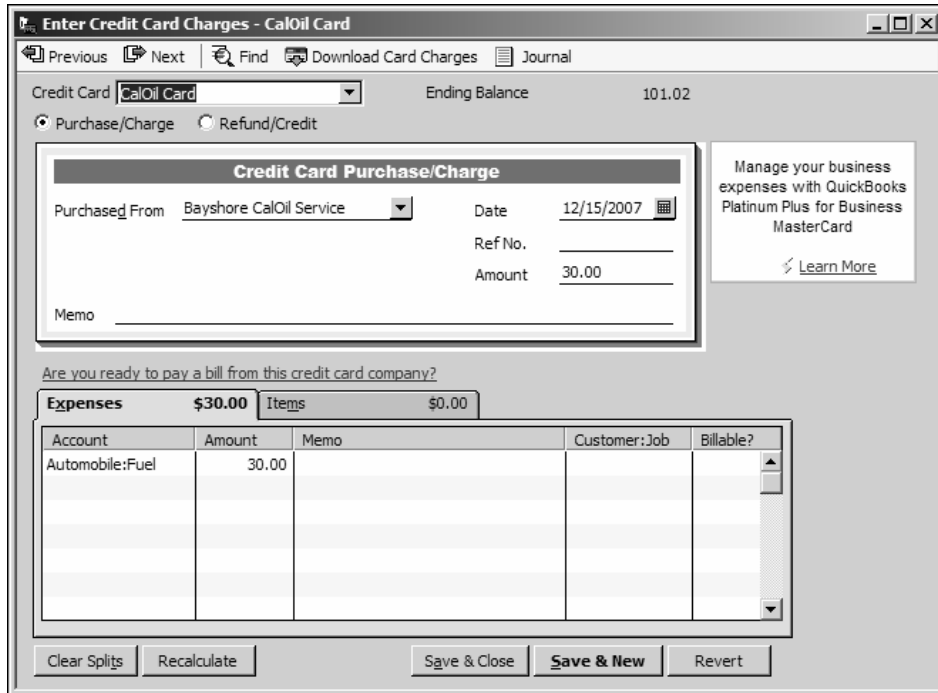 Enter Credit Card Charges - CalOil Card
Previous Next Find Download Card Charges Journal
Credit Card CalOil Card Ending Balance 101.02
Purchase/Charge Refund/Credit
Credit Card Purchase/Charge
Purchased From Bayshore CalOil Service Date 12/15/2007
Ref No.
Amount 30.00
Memo
Manage your business
expenses with QuickBooks
Platinum Plus for Business
MasterCard
Learn More
Are you ready to pay a bill from this credit card company?
Expenses $30.00 Items $0.00
Account Amount Memo Customer:Job Billable?
Automobile:Fuel 30.00
Clear Splits Recalculate Save & Close Save & New Revert